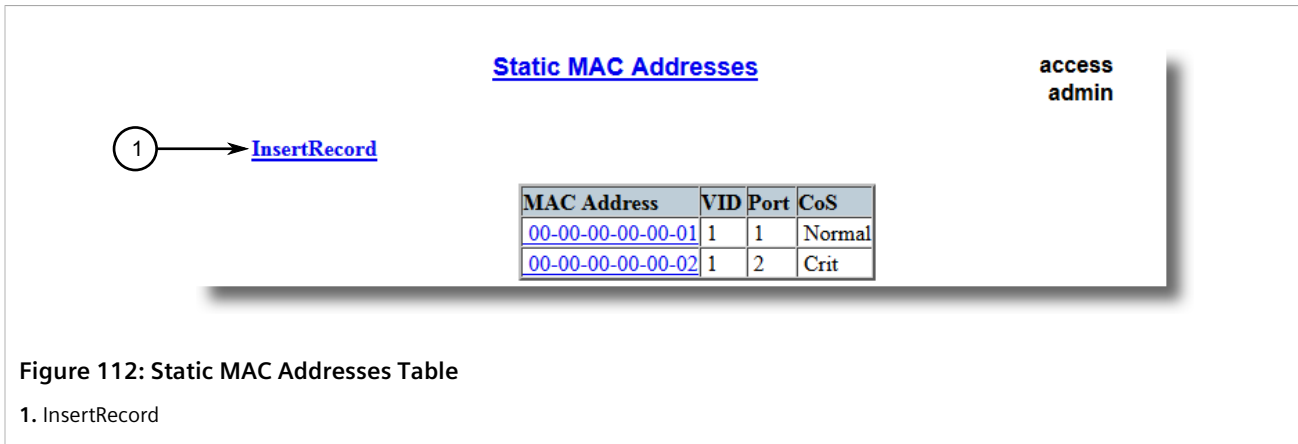 Static MAC Addresses
access
admin
1
InsertRecord
MAC Address VID Port CoS
00-00-00-00-00-01 1 1 Normal
00-00-00-00-00-02 1 2 Crit
Figure 112: Static MAC Addresses Table
1. InsertRecord